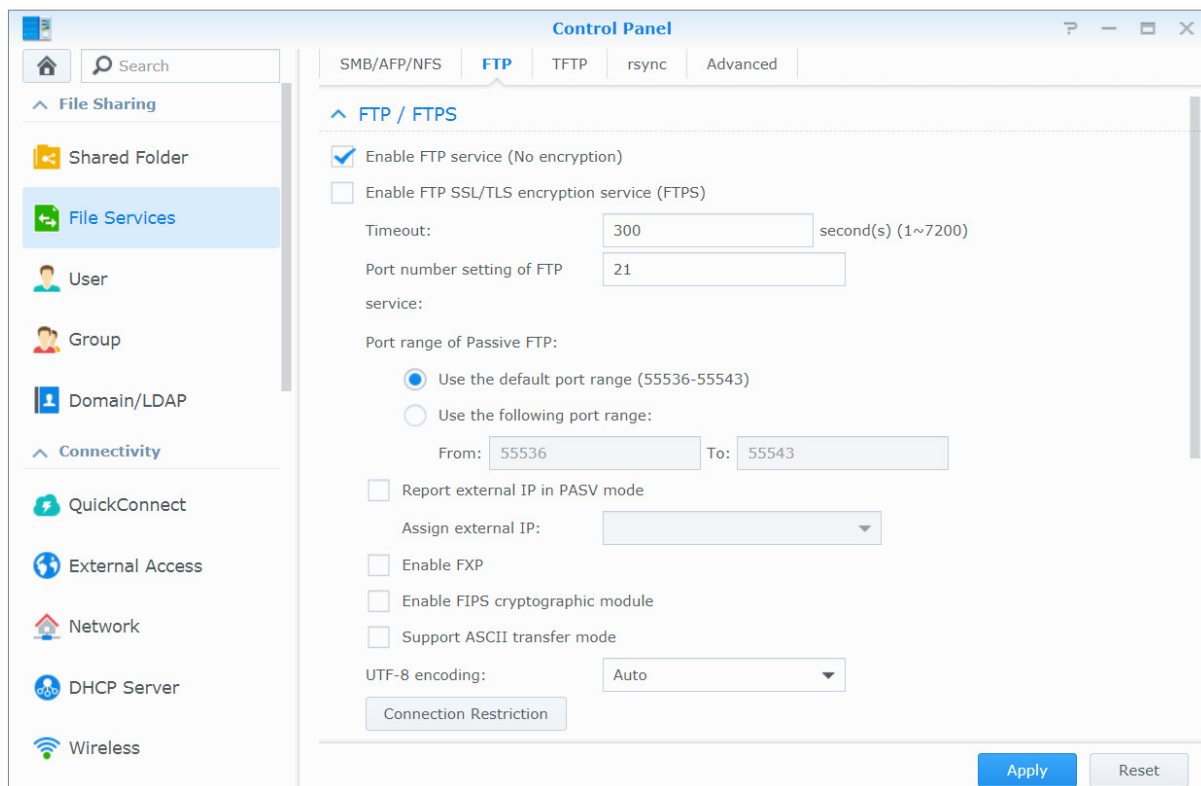 Control Panel
Search
File Sharing
Shared Folder
File Services
User
Group
Domain/LDAP
Connectivity
QuickConnect
External Access
Network
DHCP Server
Wireless
SMB/AFP/NFS FTP TFTP rsync Advanced
FTP / FTPS
Enable FTP service (No encryption)
Enable FTP SSL/TLS encryption service (FTPS)
Timeout: 300 second(s) (1~7200)
Port number setting of FTP 21
service:
Port range of Passive FTP:
Use the default port range (55536-55543)
Use the following port range:
From: 55536 To: 55543
Report external IP in PASV mode
Assign external IP:
Enable FXP
Enable FIPS cryptographic module
Support ASCII transfer mode
UTF-8 encoding: Auto
Connection Restriction
Apply Reset